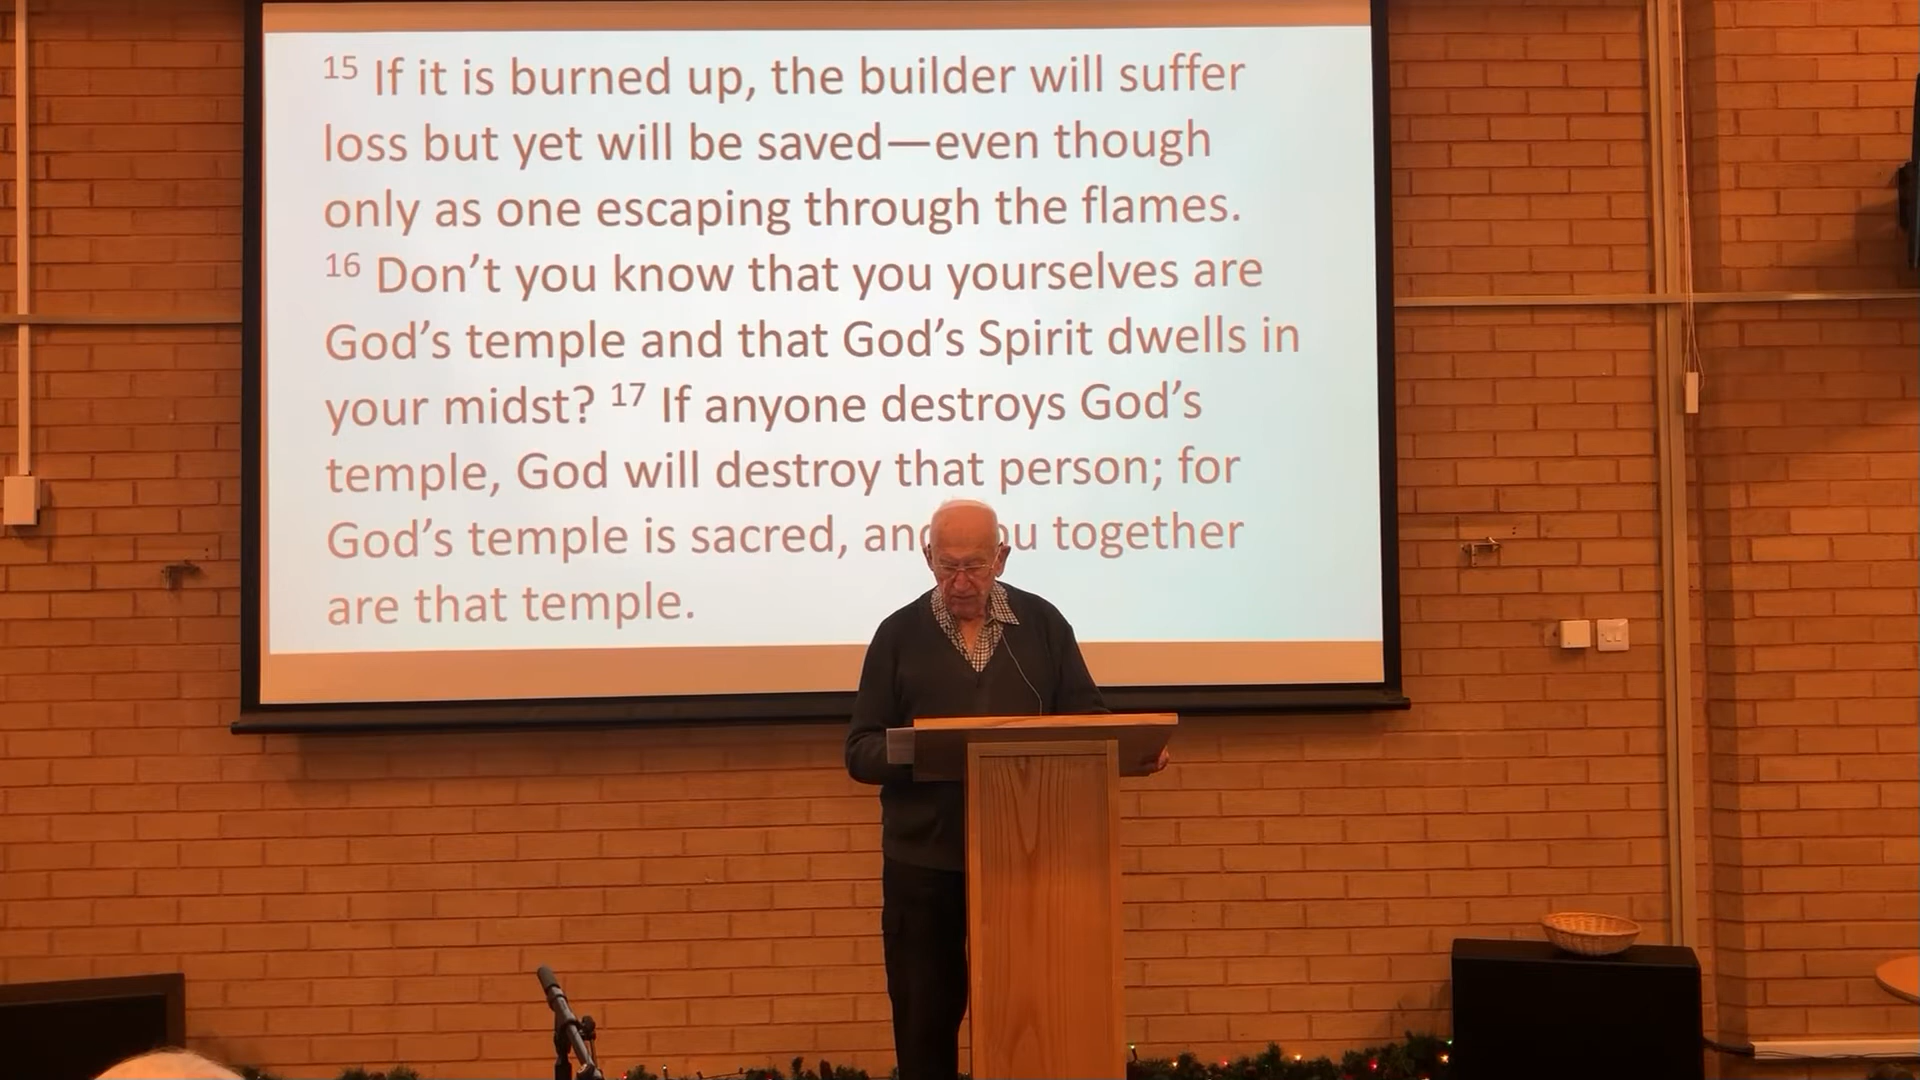 15 If it is burned up, the builder will suffer
loss but yet will be saved—even though
only as one escaping through the flames.
16 Don’t you know that you yourselves are
God’s temple and that God’s Spirit dwells in
your midst? 17 If anyone destroys God’s
temple, God will destroy that person; for
God’s temple is sacred, together
are that temple.